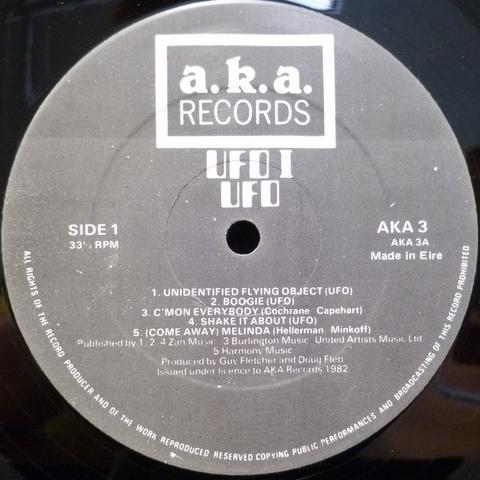 a.k.a.
RECORDS
UFO I
UFO
SIDE 1
33⅓ RPM
AKA 3
AKA 3A
Made in Eire
1. UNIDENTIFIED FLYING OBJECT (UFO)
2. BOOGIE (UFO)
3. C'MON EVERYBODY (Cochrane Capehart)
4. SHAKE IT ABOUT (UFO)
5. (COME AWAY) MELINDA (Hellerman Minkoff)
Published by 1, 2, 4 Zam Music 3 Burlington Music United Artists Music Ltd
5 Harmony Music
Produced by Guy Fletcher and Doug Flett
Issued under licence to AKA Records 1982
ALL RIGHTS OF THE RECORD PRODUCER AND OF THE WORK REPRODUCED RESERVED COPYING PUBLIC PERFORMANCES AND BROADCASTING OF THIS RECORD PROHIBITED